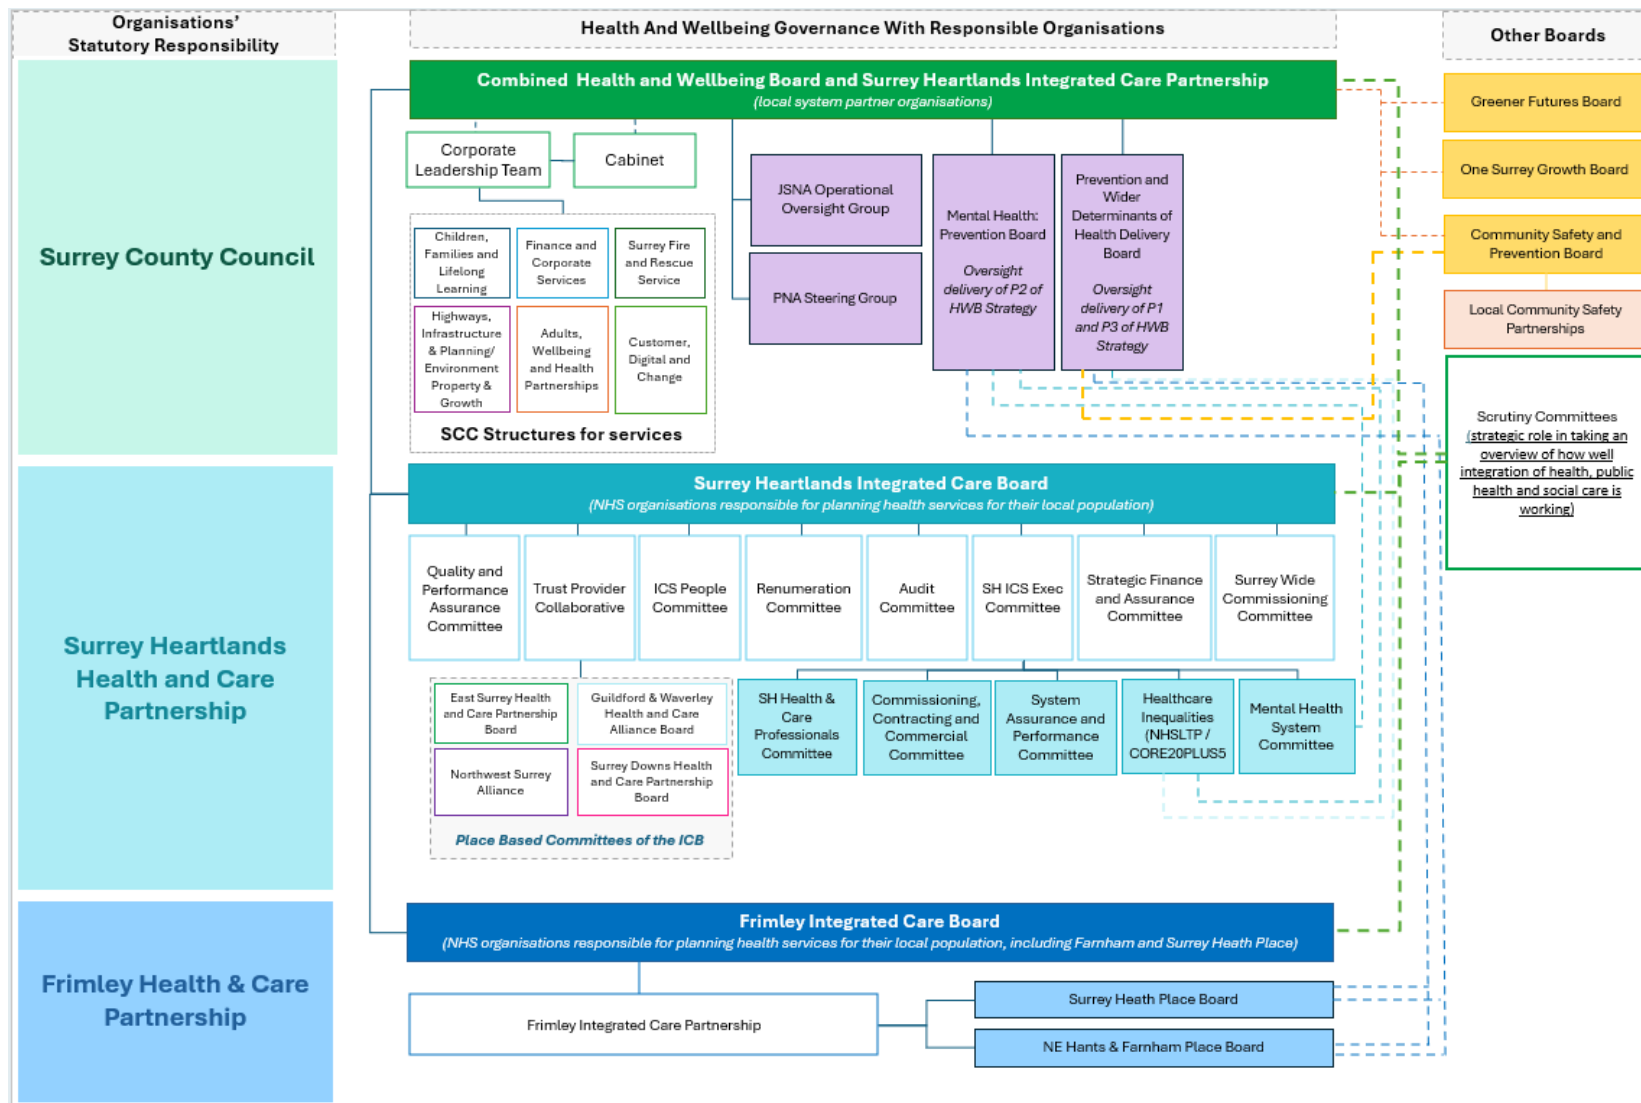 Organisations'
Statutory Responsibility
Health And Wellbeing Governance With Responsible Organisations
Other Boards
Surrey County Council
Combined Health and Wellbeing Board and Surrey Heartlands Integrated Care Partnership
(local system partner organisations)
Corporate
Leadership Team
Cabinet
Children,
Families and
Lifelong
Learning
Finance and
Corporate
Services
Surrey Fire
and Rescue
Service
Highways,
Infrastructure
& Planning/
Environment
Property &
Growth
Adults,
Wellbeing
and Health
Partnerships
Customer,
Digital and
Change
SCC Structures for services
JSNA Operational
Oversight Group
PNA Steering Group
Mental Health:
Prevention Board
Oversight
delivery of P2 of
HWB Strategy
Prevention and
Wider
Determinants of
Health Delivery
Board
Oversight
delivery of P1
and P3 of HWB
Strategy
Greener Futures Board
One Surrey Growth Board
Community Safety and
Prevention Board
Local Community Safety
Partnerships
Scrutiny Committees
(strategic role in taking an
overview of how well
integration of health, public
health and social care is
working)
Surrey Heartlands
Health and Care
Partnership
Surrey Heartlands Integrated Care Board
(NHS organisations responsible for planning health services for their local population)
Quality and
Performance
Assurance
Committee
Trust Provider
Collaborative
ICS People
Committee
Renumeration
Committee
Audit
Committee
SH ICS Exec
Committee
Strategic Finance
and Assurance
Committee
Surrey Wide
Commissioning
Committee
East Surrey Health
and Care Partnership
Board
Guildford & Waverley
Health and Care
Alliance Board
Northwest Surrey
Alliance
Surrey Downs Health
and Care Partnership
Board
Place Based Committees of the ICB
SH Health &
Care
Professionals
Committee
Commissioning,
Contracting and
Commercial
Committee
System
Assurance and
Performance
Committee
Healthcare
Inequalities
(NHSLTP /
CORE20PLUS5
Mental Health
System
Committee
Frimley Health & Care
Partnership
Frimley Integrated Care Board
(NHS organisations responsible for planning health services for their local population, including Farnham and Surrey Heath Place)
Frimley Integrated Care Partnership
Surrey Heath Place Board
NE Hants & Farnham Place Board